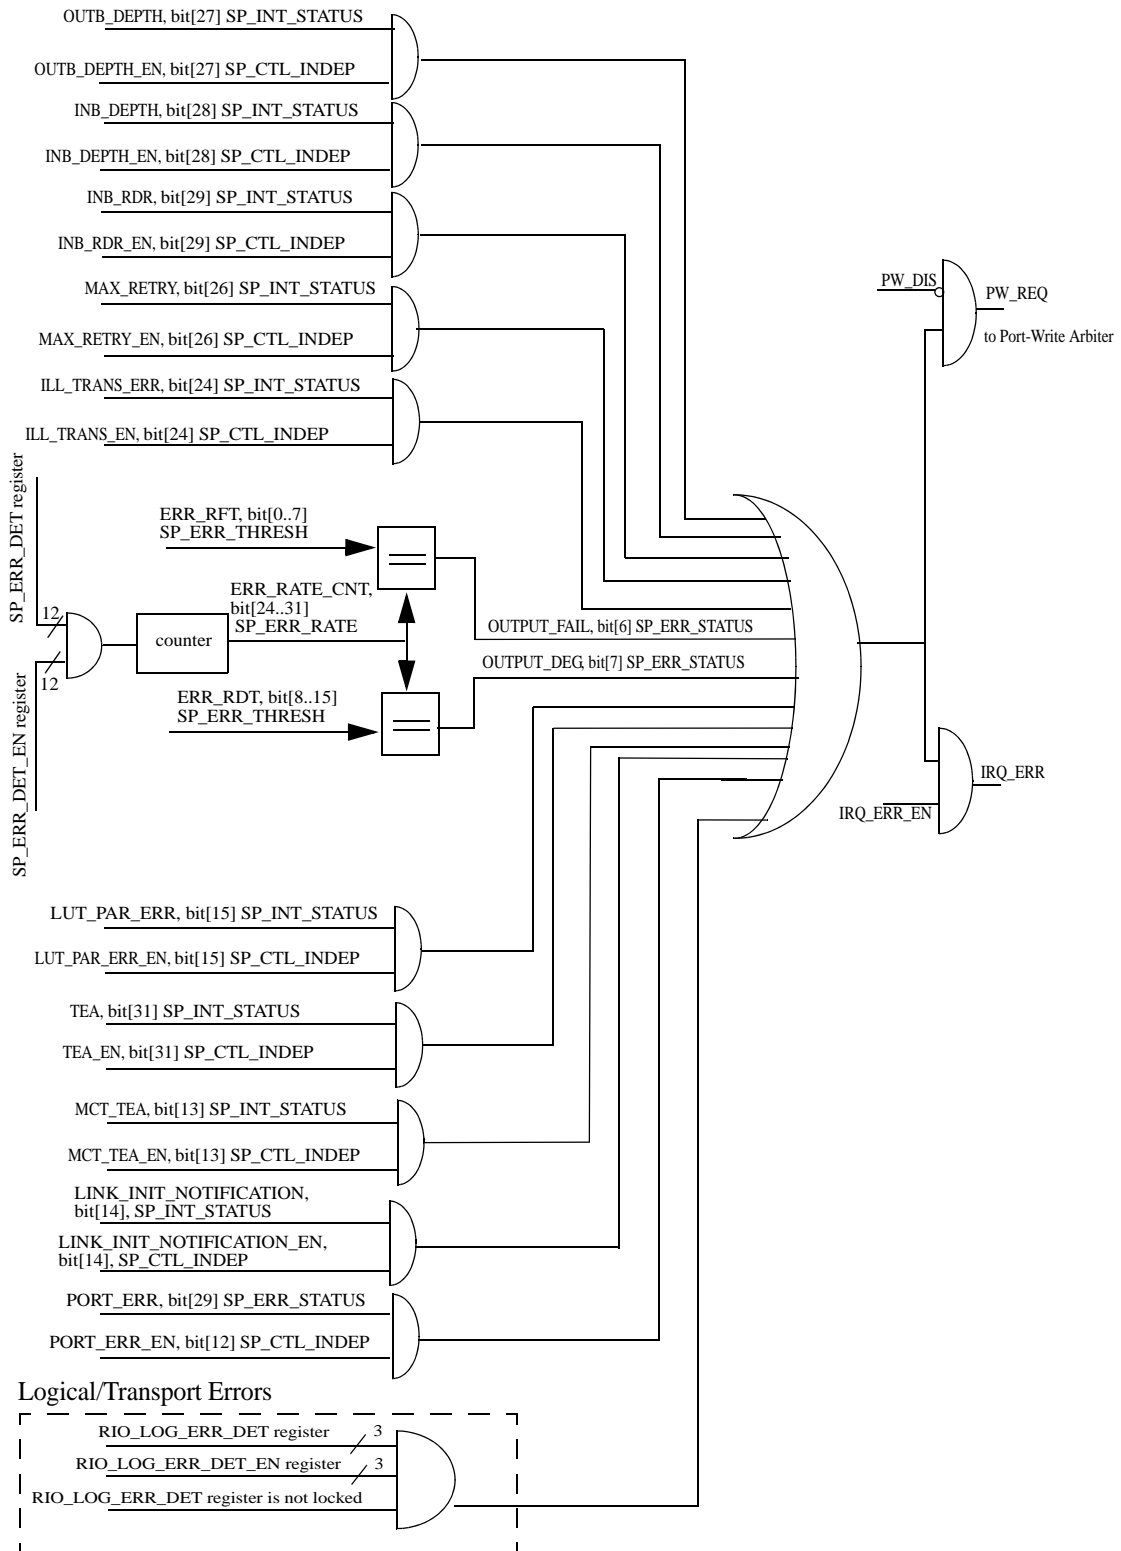 OUTB_DEPTH, bit[27] SP_INT_STATUS
OUTB_DEPTH_EN, bit[27] SP_CTL_INDEP
INB_DEPTH, bit[28] SP_INT_STATUS
INB_DEPTH_EN, bit[28] SP_CTL_INDEP
INB_RDR, bit[29] SP_INT_STATUS
INB_RDR_EN, bit[29] SP_CTL_INDEP
MAX_RETRY, bit[26] SP_INT_STATUS
MAX_RETRY_EN, bit[26] SP_CTL_INDEP
ILL_TRANS_ERR, bit[24] SP_INT_STATUS
ILL_TRANS_EN, bit[24] SP_CTL_INDEP
PW_DIS
PW_REQ
to Port-Write Arbiter
SP_ERR_DET register
ERR_RFT, bit[0..7]
SP_ERR_THRESH
12
ERR_RATE_CNT,
bit[24..31]
SP_ERR_RATE
counter
12
OUTPUT_FAIL, bit[6] SP_ERR_STATUS
OUTPUT_DEG, bit[7] SP_ERR_STATUS
ERR_RDT, bit[8..15]
SP_ERR_THRESH
SP_ERR_DET_EN register
IRQ_ERR
IRQ_ERR_EN
LUT_PAR_ERR, bit[15] SP_INT_STATUS
LUT_PAR_ERR_EN, bit[15] SP_CTL_INDEP
TEA, bit[31] SP_INT_STATUS
TEA_EN, bit[31] SP_CTL_INDEP
MCT_TEA, bit[13] SP_INT_STATUS
MCT_TEA_EN, bit[13] SP_CTL_INDEP
LINK_INIT_NOTIFICATION,
bit[14], SP_INT_STATUS
LINK_INIT_NOTIFICATION_EN,
bit[14], SP_CTL_INDEP
PORT_ERR, bit[29] SP_ERR_STATUS
PORT_ERR_EN, bit[12] SP_CTL_INDEP
Logical/Transport Errors
RIO_LOG_ERR_DET register
3
RIO_LOG_ERR_DET_EN register
3
RIO_LOG_ERR_DET register is not locked